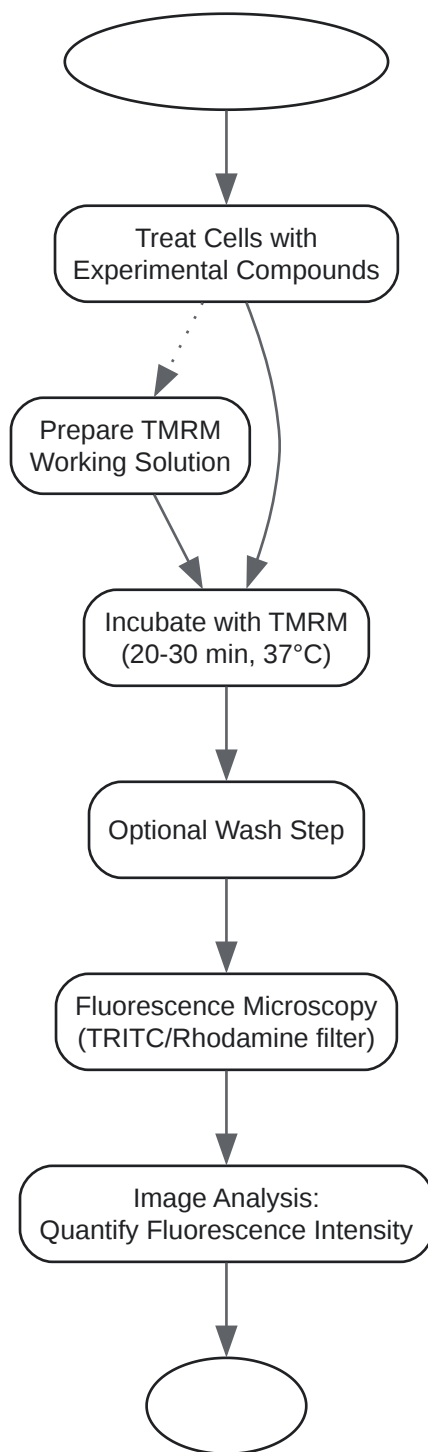 Treat Cells with
Experimental Compounds
Prepare TMRM
Working Solution
Incubate with TMRM
(20-30 min, 37°C)
Optional Wash Step
Fluorescence Microscopy
(TRITC/Rhodamine filter)
Image Analysis:
Quantify Fluorescence Intensity